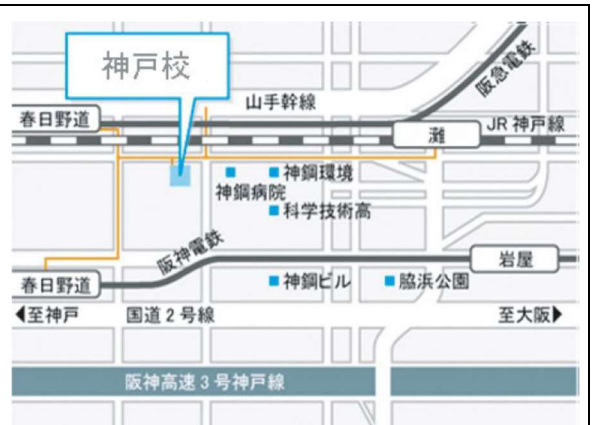 神戸校
阪急電鉄
山手幹線
春日野道
灘
JR神戸線
神鋼環境
神鋼病院
科学技術高
阪神電鉄
岩屋
春日野道
神鋼ビル
脇浜公園
◀至神戸
国道2号線
至大阪▶
阪神高速3号神戸線